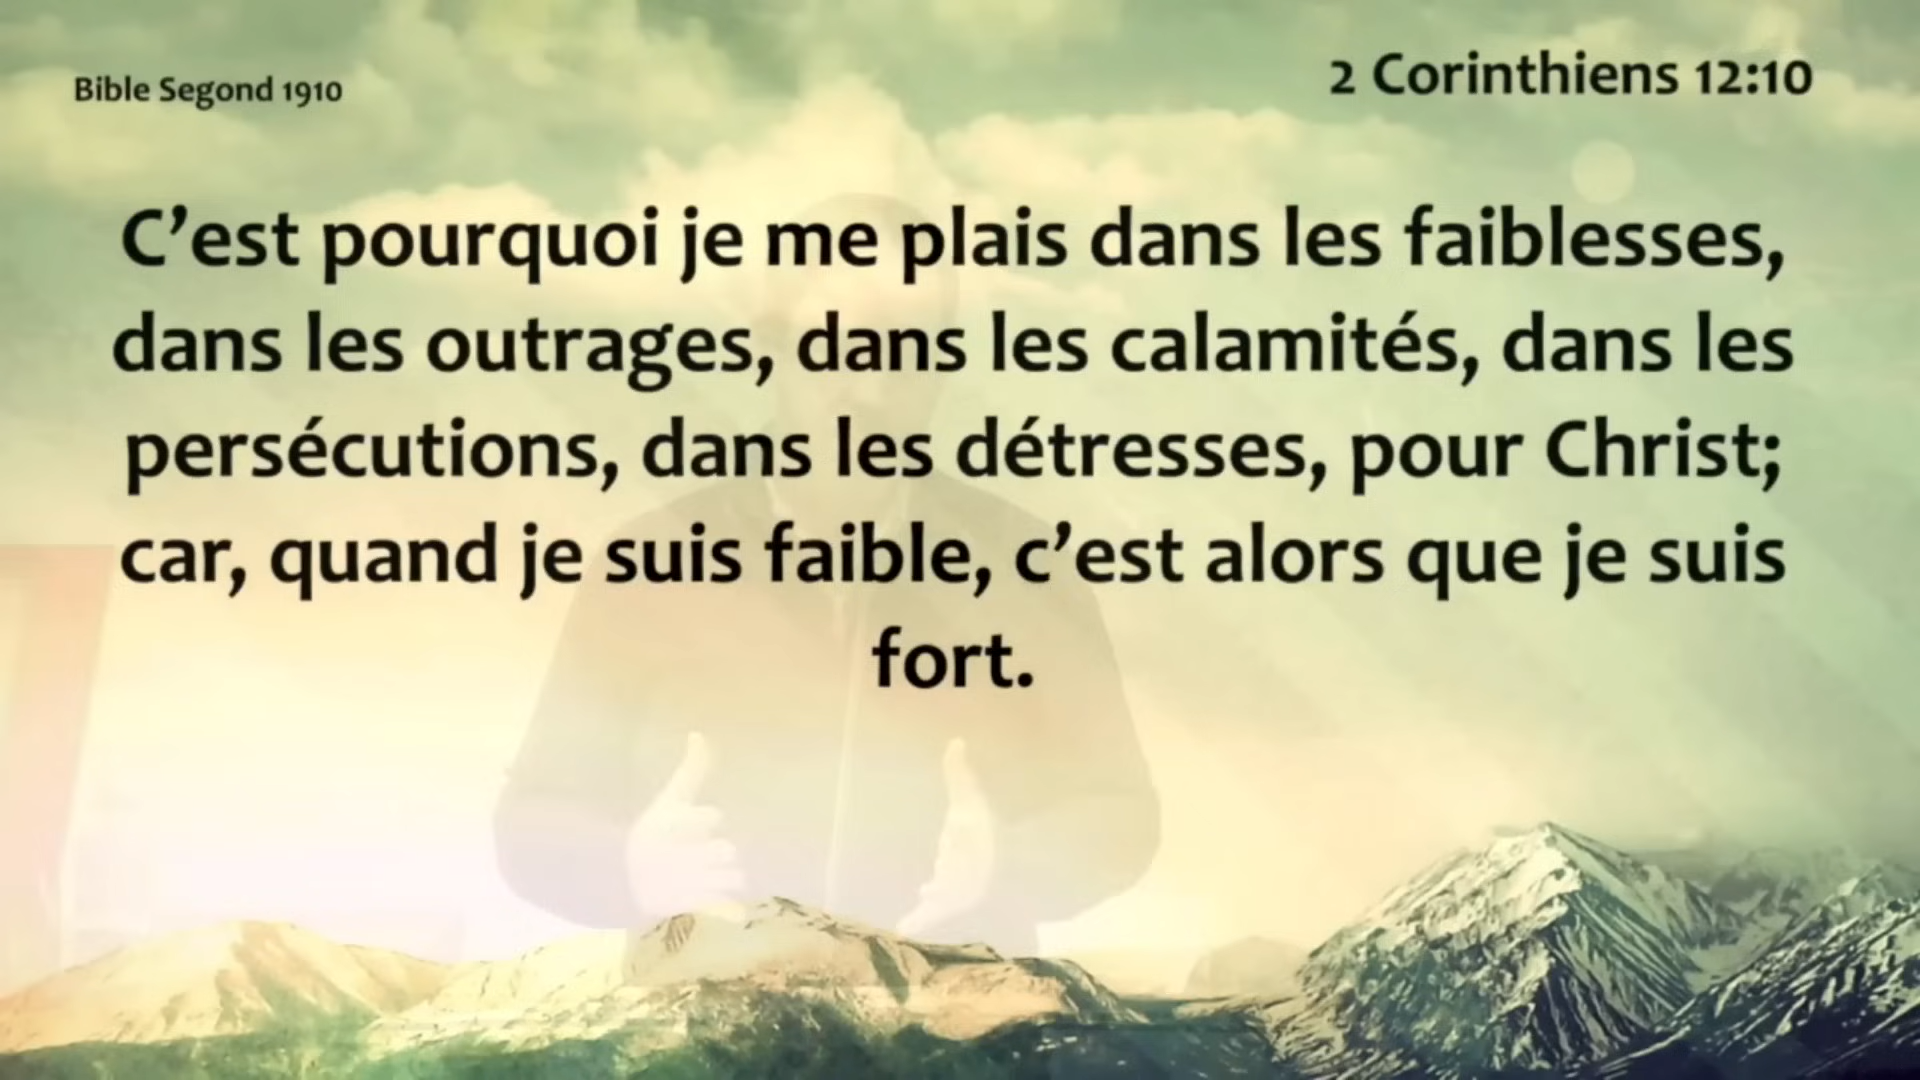 Bible Segond 1910
2 Corinthiens 12:10
C’est pourquoi je me plais dans les faiblesses,
dans les outrages, dans les calamités, dans les
persécutions, dans les détresses, pour Christ;
car, quand je suis faible, c’est alors que je suis
fort.